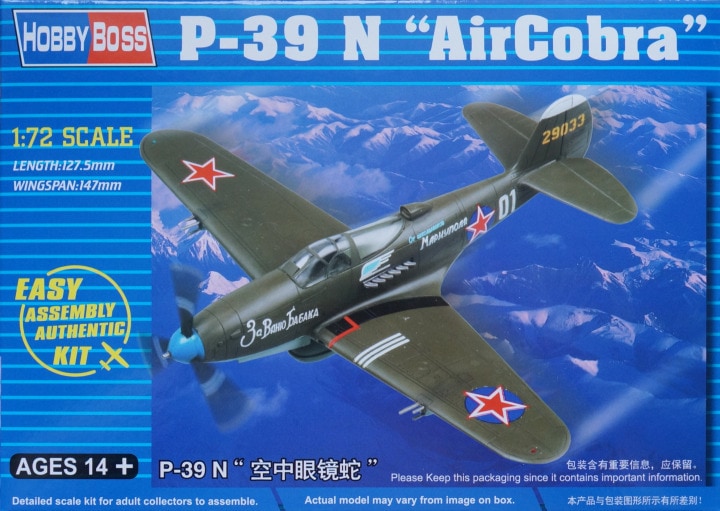 HOBBY BOSS
P-39 N “AirCobra”
1:72 SCALE
LENGTH:127.5mm
WINGSPAN:147mm
29033
01
От школьников
Мариуполя
За Ваню Бабака
EASY
ASSEMBLY
AUTHENTIC
KIT
AGES 14 +
P-39 N “ 空中眼镜蛇 ”
包装含有重要信息，应保留。
Please Keep this packaging since it contains important information.
Detailed scale kit for adult collectors to assemble.
Actual model may vary from image on box.
本产品与包装图形所示有所差别！